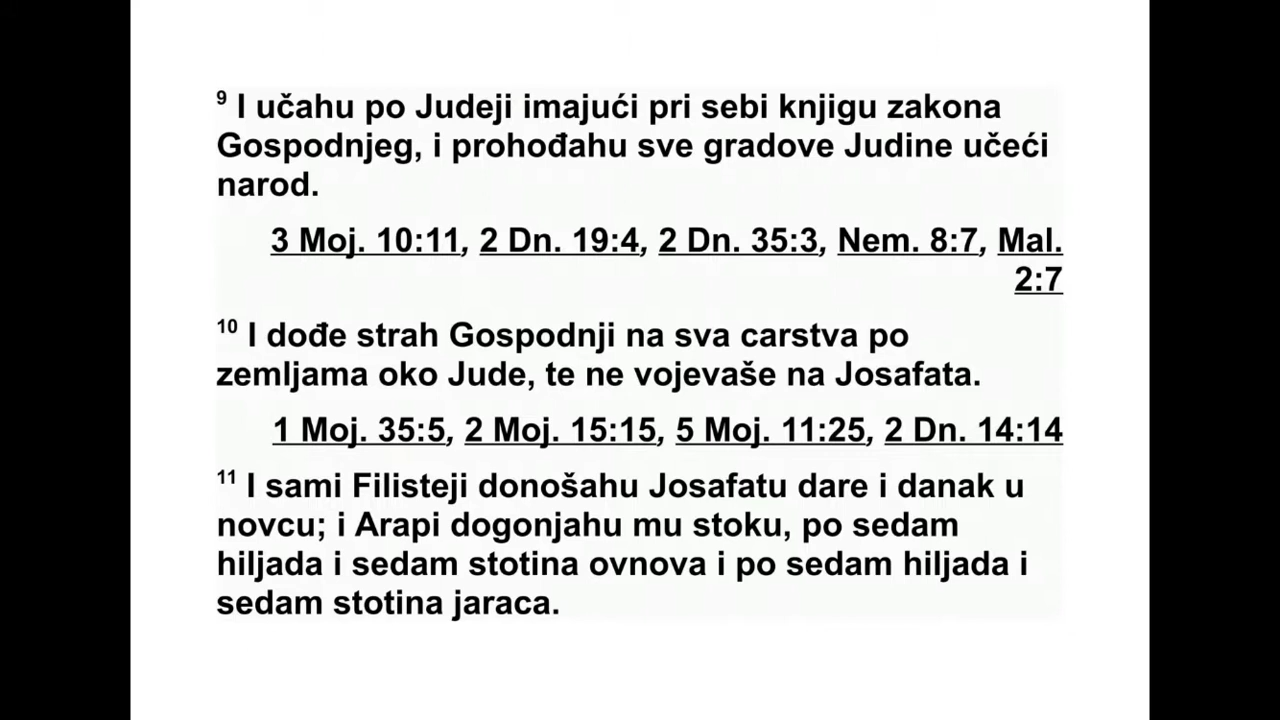 9 I učahu po Judeji imajući pri sebi knjigu zakona
Gospodnjeg, i prohođahu sve gradove Judine učeći
narod.
3 Moj. 10:11, 2 Dn. 19:4, 2 Dn. 35:3, Nem. 8:7, Mal.
2:7
10 I dođe strah Gospodnji na sva carstva po
zemljama oko Jude, te ne vojevaše na Josafata.
1 Moj. 35:5, 2 Moj. 15:15, 5 Moj. 11:25, 2 Dn. 14:14
11 I sami Filisteji donošahu Josafatu dare i danak u
novcu; i Arapi dogonjahu mu stoku, po sedam
hiljada i sedam stotina ovnova i po sedam hiljada i
sedam stotina jaraca.